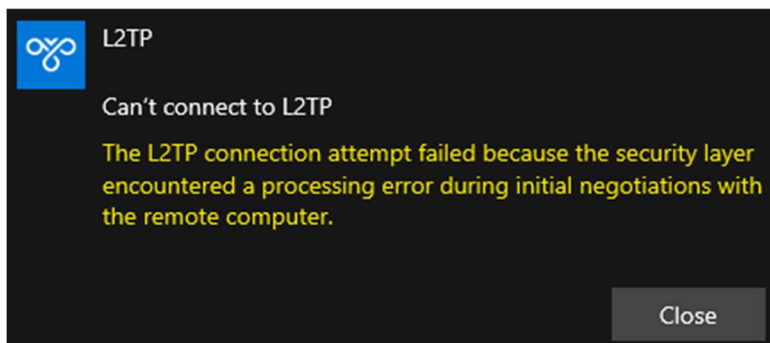 L2TP
Can't connect to L2TP
The L2TP connection attempt failed because the security layer
encountered a processing error during initial negotiations with
the remote computer.
Close